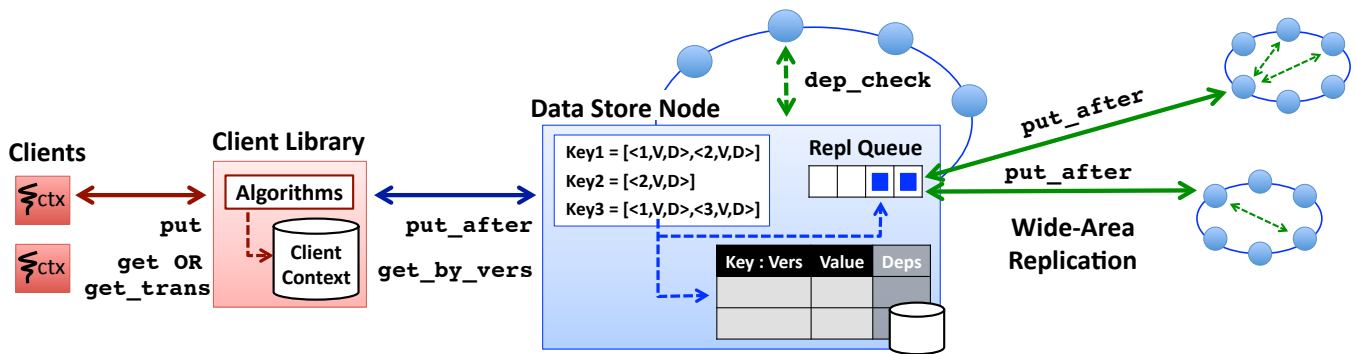 Clients
ctx
ctx
put
get OR
get_trans
Client Library
Algorithms
Client
Context
put_after
get_by_vers
Data Store Node
Key1 = [<1,V,D>,<2,V,D>]
Key2 = [<2,V,D>]
Key3 = [<1,V,D>,<3,V,D>]
dep_check
Repl Queue
Key : Vers Value Deps
put_after
put_after
Wide-Area
Replication